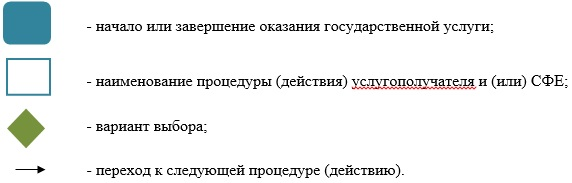 - начало или завершение оказания государственной услуги;
- наименование процедуры (действия) услугополучателя и (или) СФЕ;
- вариант выбора;
- переход к следующей процедуре (действию).